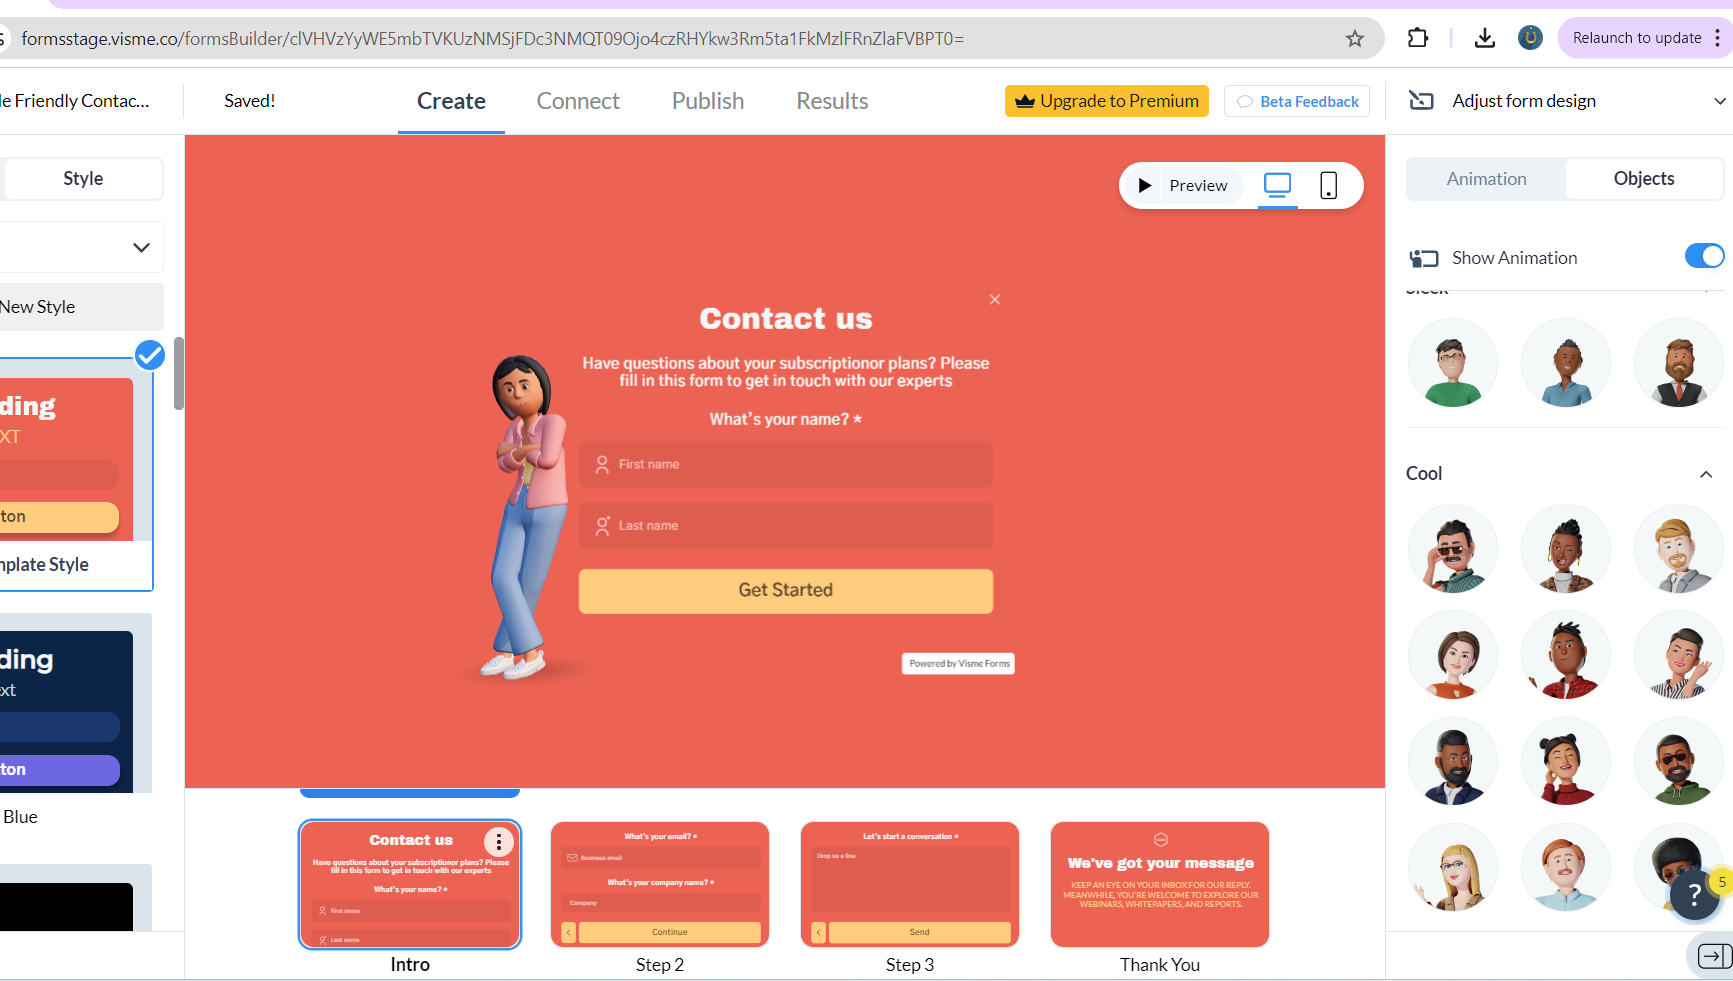 formsstage.visme.co/formsBuilder/clVHVzYyWE5mbTVKUzNMSjFDc3NMQT09Ojo4czRHYkw3Rm5ta1FkMzlFRnZlaFVBPT0=
Relaunch to update
le Friendly Contac...
Saved!
Create
Connect
Publish
Results
Upgrade to Premium
Beta Feedback
Adjust form design
Style
Preview
Animation
Objects
Show Animation
New Style
Sleek
Contact us
Have questions about your subscriptionor plans? Please
fill in this form to get in touch with our experts
What's your name? *
First name
Last name
Get Started
Powered by Visme Forms
ding
XT
ton
mplate Style
ding
ext
ton
Blue
Cool
Contact us
Have questions about your subscriptionor plans? Please
fill in this form to get in touch with our experts
What's your name? *
First name
Last name
Intro
What's your email? *
Business email
What's your company name? *
Company
Continue
Step 2
Let's start a conversation *
Drop us a line
Send
Step 3
We've got your message
KEEP AN EYE ON YOUR INBOX FOR OUR REPLY.
MEANWHILE, YOU'RE WELCOME TO EXPLORE OUR
WEBINARS, WHITEPAPERS, AND REPORTS.
Thank You
?
5